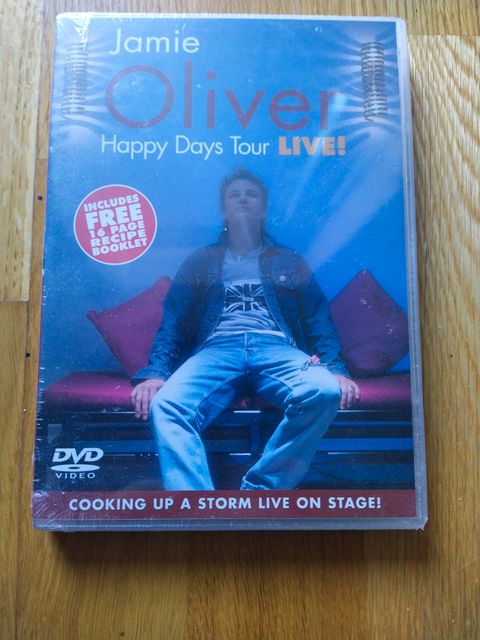 Jamie
Oliver
Happy Days Tour LIVE!
INCLUDES
FREE
16 PAGE
RECIPE
BOOKLET
DVD
VIDEO
COOKING UP A STORM LIVE ON STAGE!